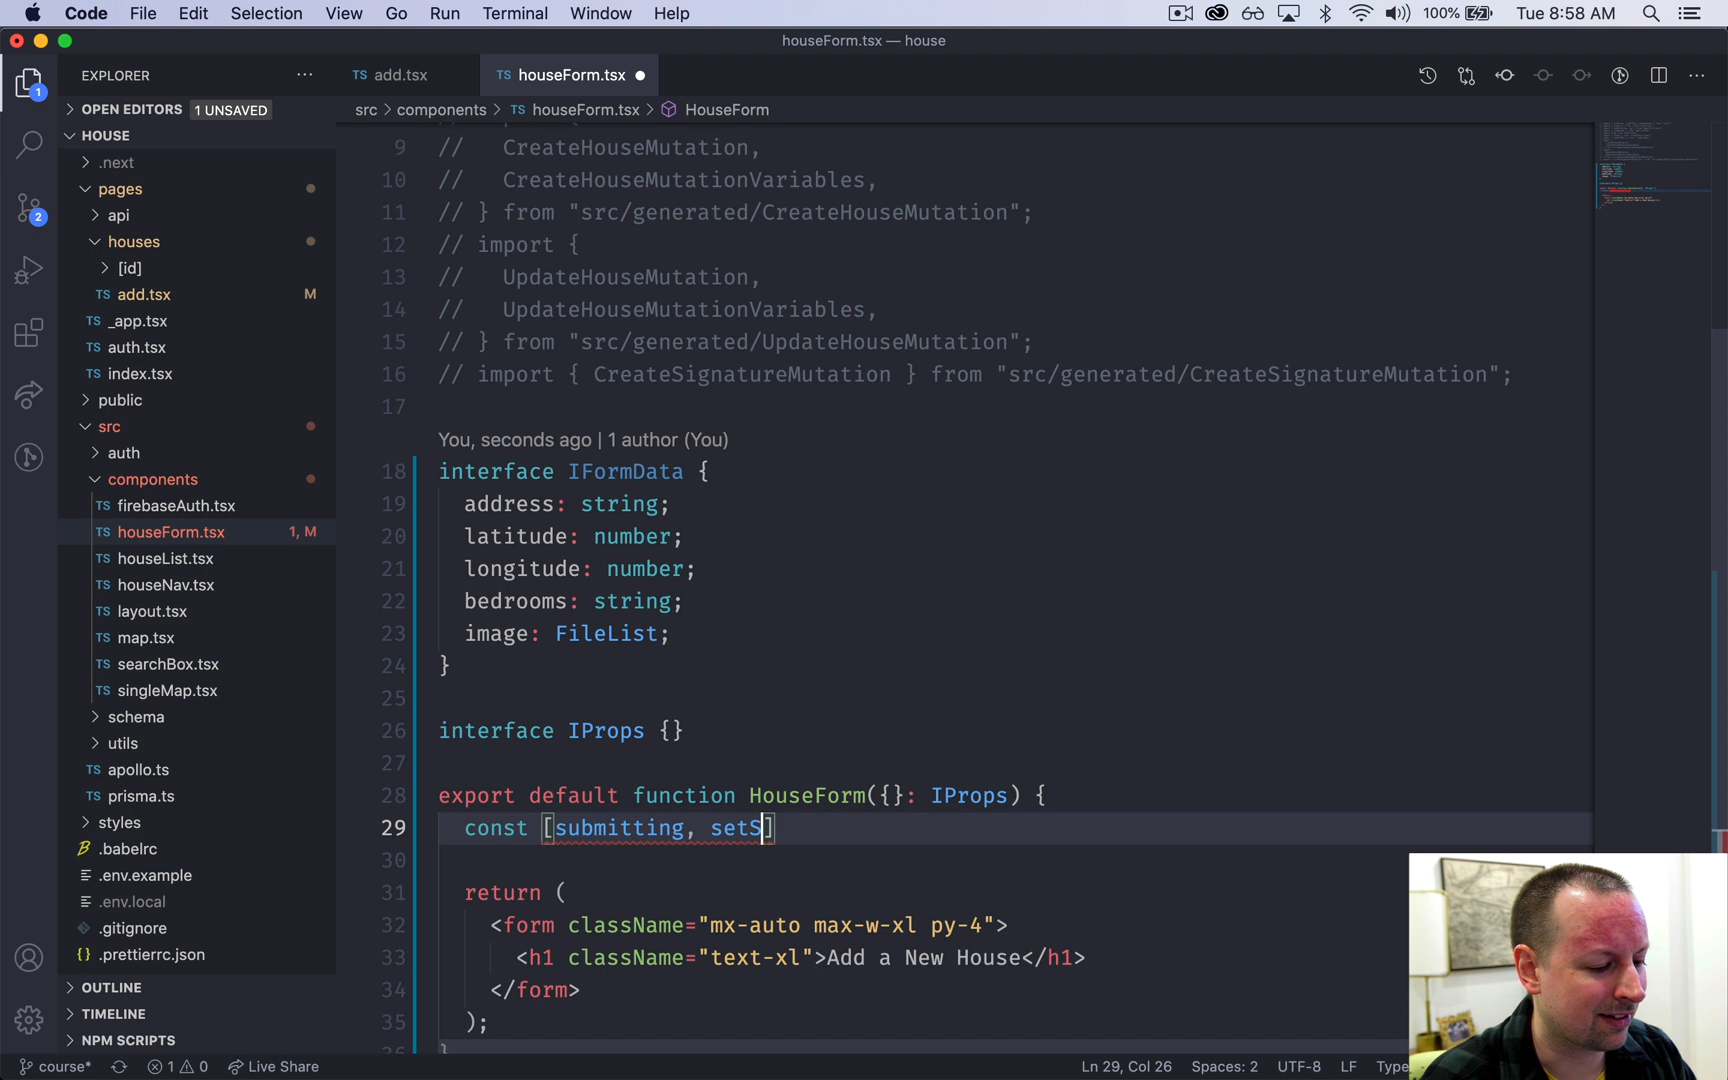 Code File Edit Selection View Go Run Terminal Window Help 100% Tue 8:58 AM
houseForm.tsx — house
EXPLORER
TS add.tsx TS houseForm.tsx
src > components > TS houseForm.tsx > HouseForm
OPEN EDITORS 1 UNSAVED
HOUSE
.next
pages
api
houses
[id]
TS add.tsx M
TS _app.tsx
TS auth.tsx
TS index.tsx
public
src
auth
components
TS firebaseAuth.tsx
TS houseForm.tsx 1, M
TS houseList.tsx
TS houseNav.tsx
TS layout.tsx
TS map.tsx
TS searchBox.tsx
TS singleMap.tsx
schema
utils
TS apollo.ts
TS prisma.ts
styles
.babelrc
.env.example
.env.local
.gitignore
{} .prettierrc.json
OUTLINE
TIMELINE
NPM SCRIPTS
1
2
9 //   CreateHouseMutation,
10 //   CreateHouseMutationVariables,
11 // } from "src/generated/CreateHouseMutation";
12 // import {
13 //   UpdateHouseMutation,
14 //   UpdateHouseMutationVariables,
15 // } from "src/generated/UpdateHouseMutation";
16 // import { CreateSignatureMutation } from "src/generated/CreateSignatureMutation";
17
You, seconds ago | 1 author (You)
18 interface IFormData {
19   address: string;
20   latitude: number;
21   longitude: number;
22   bedrooms: string;
23   image: FileList;
24 }
25
26 interface IProps {}
27
28 export default function HouseForm({}: IProps) {
29   const [submitting, setS]
30
31   return (
32     <form className="mx-auto max-w-xl py-4">
33       <h1 className="text-xl">Add a New House</h1>
34     </form>
35   );
course* 1 0 Live Share Ln 29, Col 26 Spaces: 2 UTF-8 LF Type